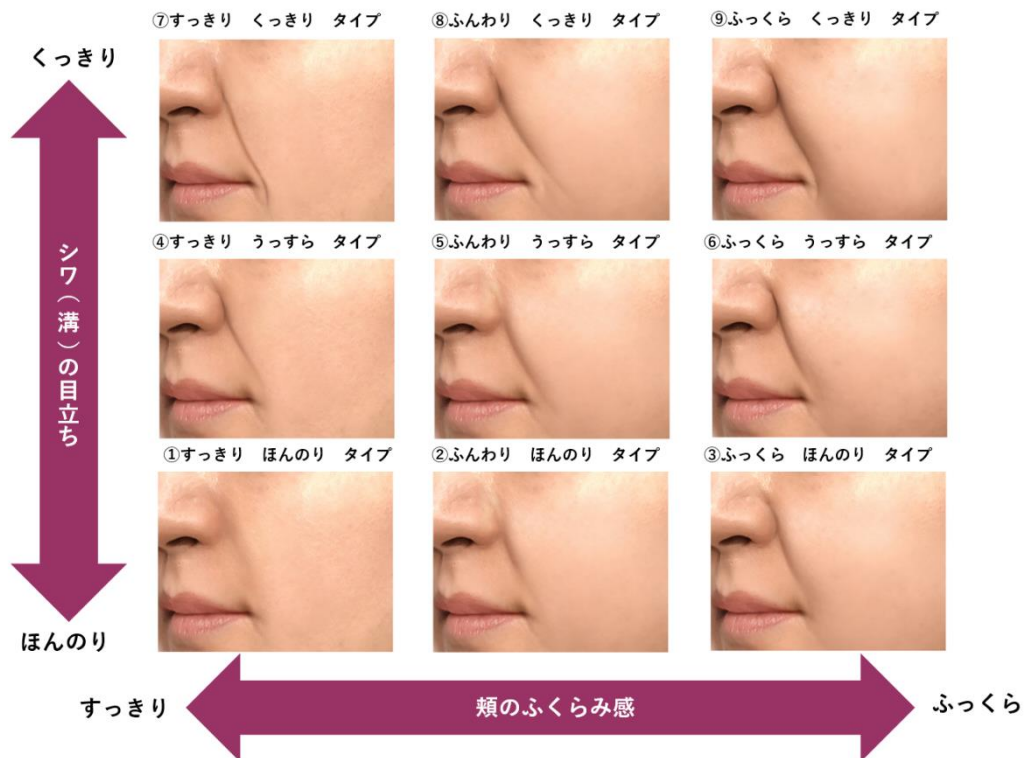 ⑦すっきり くっきり タイプ
⑧ふんわり くっきり タイプ
⑨ふっくら くっきり タイプ
くっきり
④すっきり うっすら タイプ
⑤ふんわり うっすら タイプ
⑥ふっくら うっすら タイプ
シワ（溝）の目立ち
①すっきり ほんのり タイプ
②ふんわり ほんのり タイプ
③ふっくら ほんのり タイプ
ほんのり
すっきり
頬のふくらみ感
ふっくら